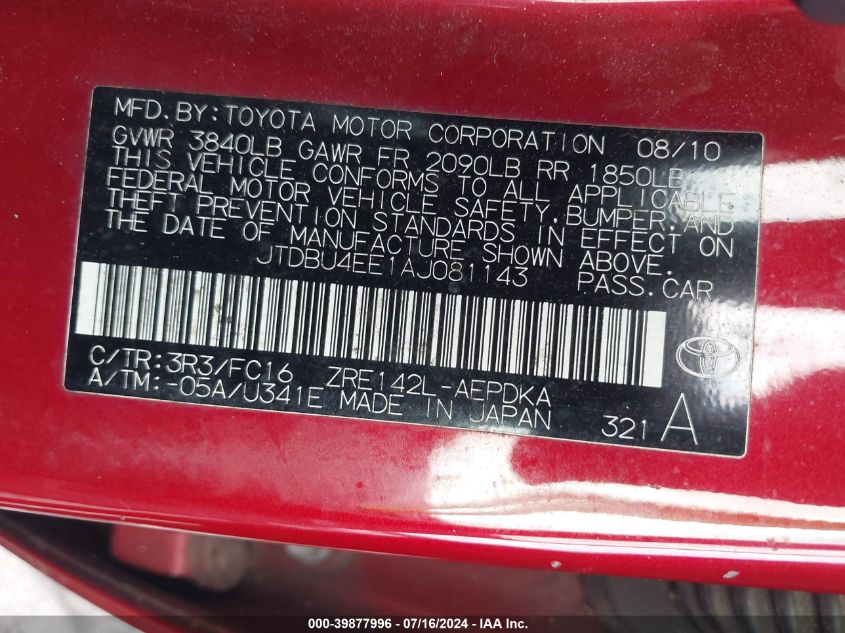 MFD.BY:TOYOTA MOTOR CORPORATION 08/10
GVWR 3840LB GAWR FR 2090LB RR 1850LB
THIS VEHICLE CONFORMS TO ALL APPLICABLE
FEDERAL MOTOR VEHICLE SAFETY,BUMPER,AND
THEFT PREVENTION STANDARDS IN EFFECT ON
THE DATE OF MANUFACTURE SHOWN ABOVE.
JTDBU4EE1AJ081143 PASS.CAR
C/TR:3R3/FC16 ZRE142L-AEPDKA
A/TM:-05A/U341E MADE IN JAPAN 321 A
000-39877996 - 07/16/2024 - IAA Inc.